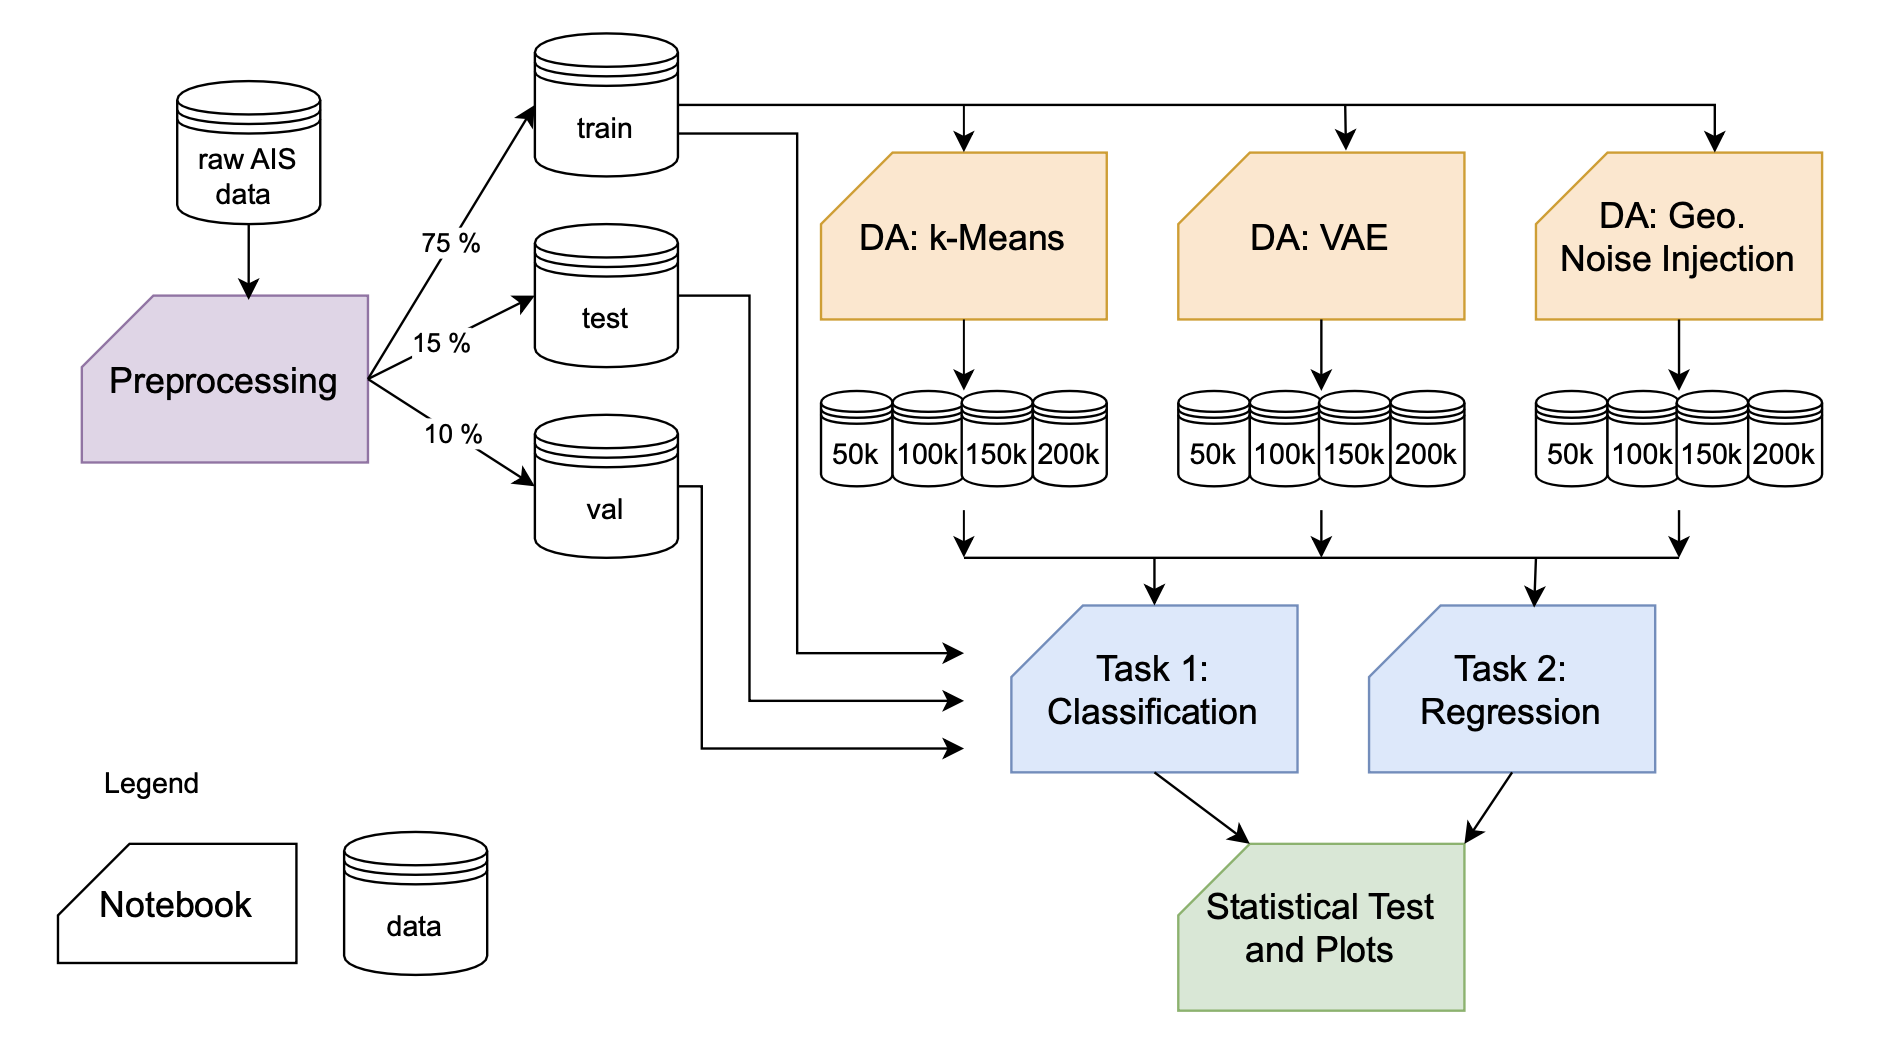 raw AIS
data
Preprocessing
75 %
15 %
10 %
train
test
val
DA: k-Means
DA: VAE
DA: Geo.
Noise Injection
50k 100k 150k 200k
50k 100k 150k 200k
50k 100k 150k 200k
Task 1:
Classification
Task 2:
Regression
Statistical Test
and Plots
Legend
Notebook
data